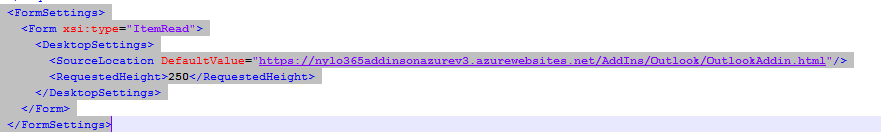 <FormSettings>
<Form xsi:type="ItemRead">
<DesktopSettings>
<SourceLocation DefaultValue="https://nylo365addinsonazurev3.azurewebsites.net/AddIns/Outlook/OutlookAddin.html"/>
<RequestedHeight>250</RequestedHeight>
</DesktopSettings>
</Form>
</FormSettings>